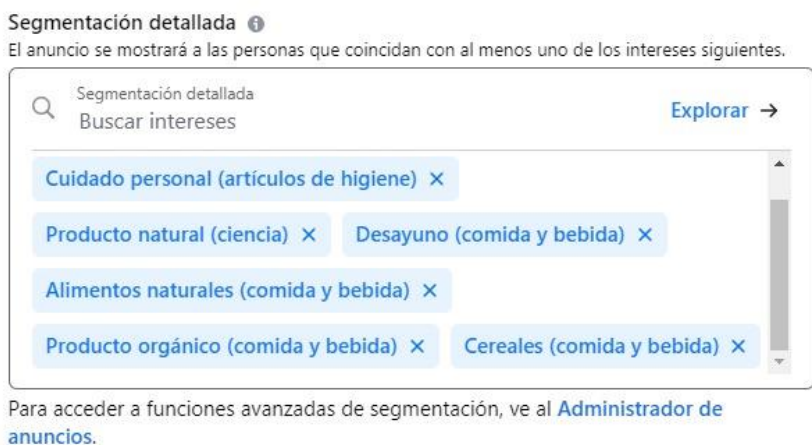 Segmentación detallada
El anuncio se mostrará a las personas que coincidan con al menos uno de los intereses siguientes.
Segmentación detallada
Buscar intereses
Explorar →
Cuidado personal (artículos de higiene) ×
Producto natural (ciencia) × Desayuno (comida y bebida) ×
Alimentos naturales (comida y bebida) ×
Producto orgánico (comida y bebida) × Cereales (comida y bebida) ×
Para acceder a funciones avanzadas de segmentación, ve al Administrador de
anuncios.